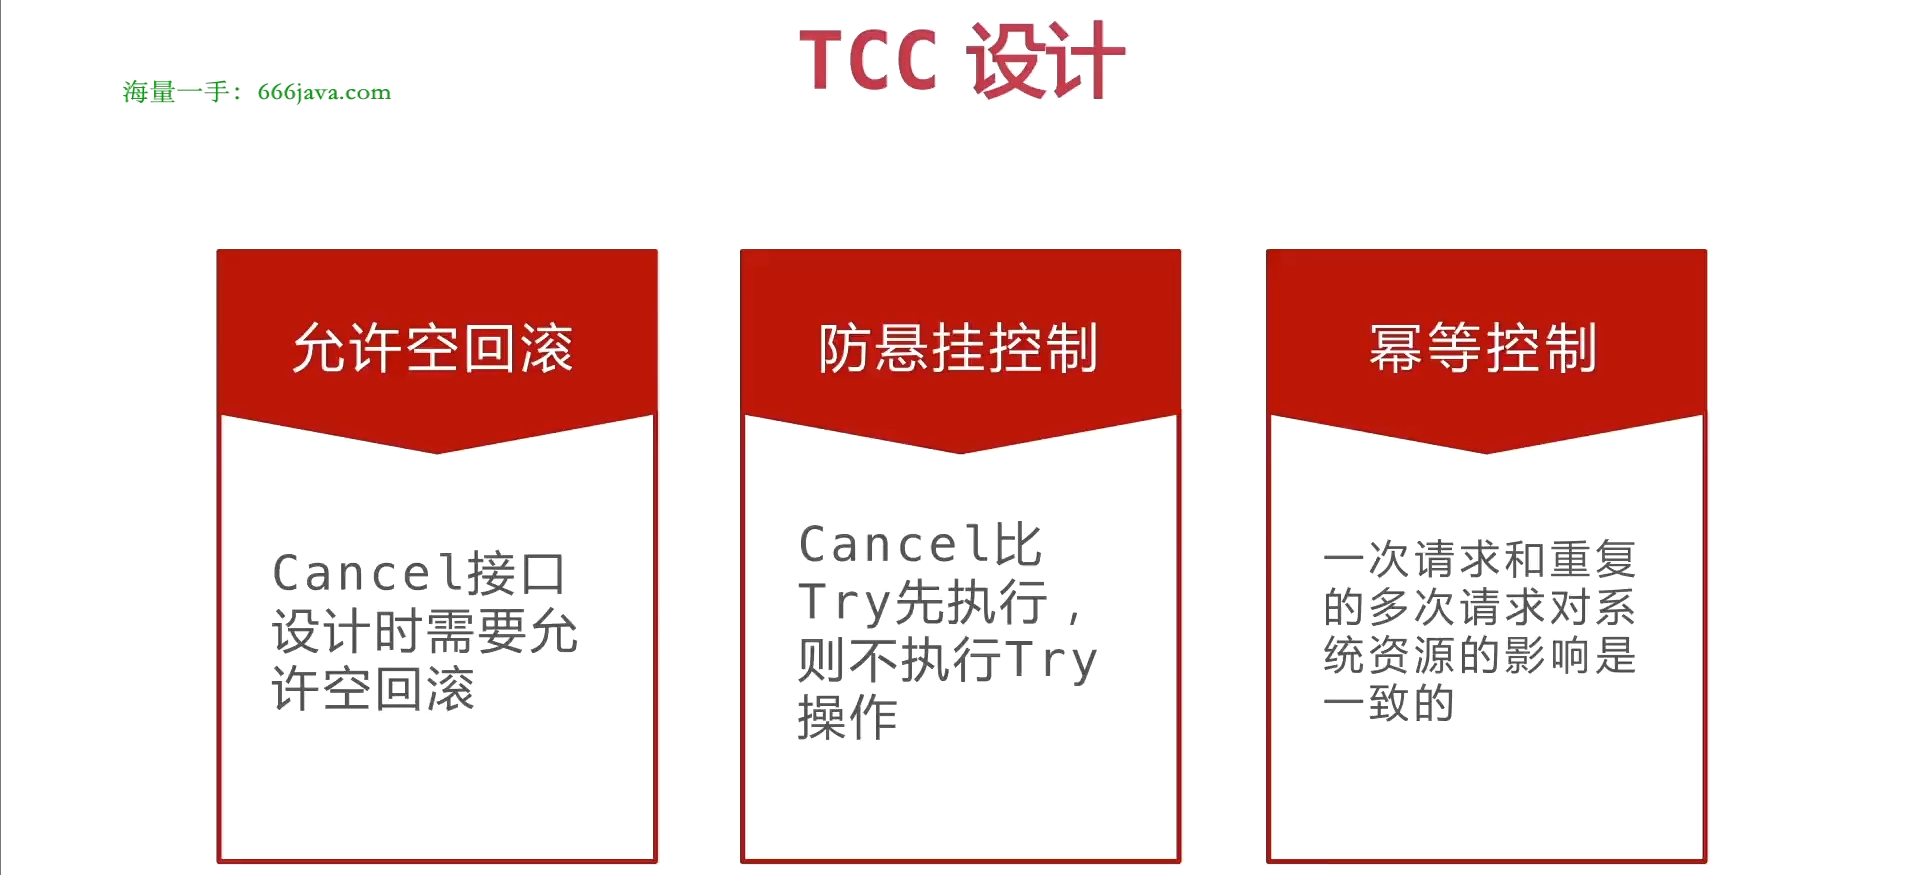 TCC 设计
海量一手：666java.com
允许空回滚
Cancel接口
设计时需要允
许空回滚
防悬挂控制
Cancel比
Try先执行，
则不执行Try
操作
幂等控制
一次请求和重复
的多次请求对系
统资源的影响是
一致的